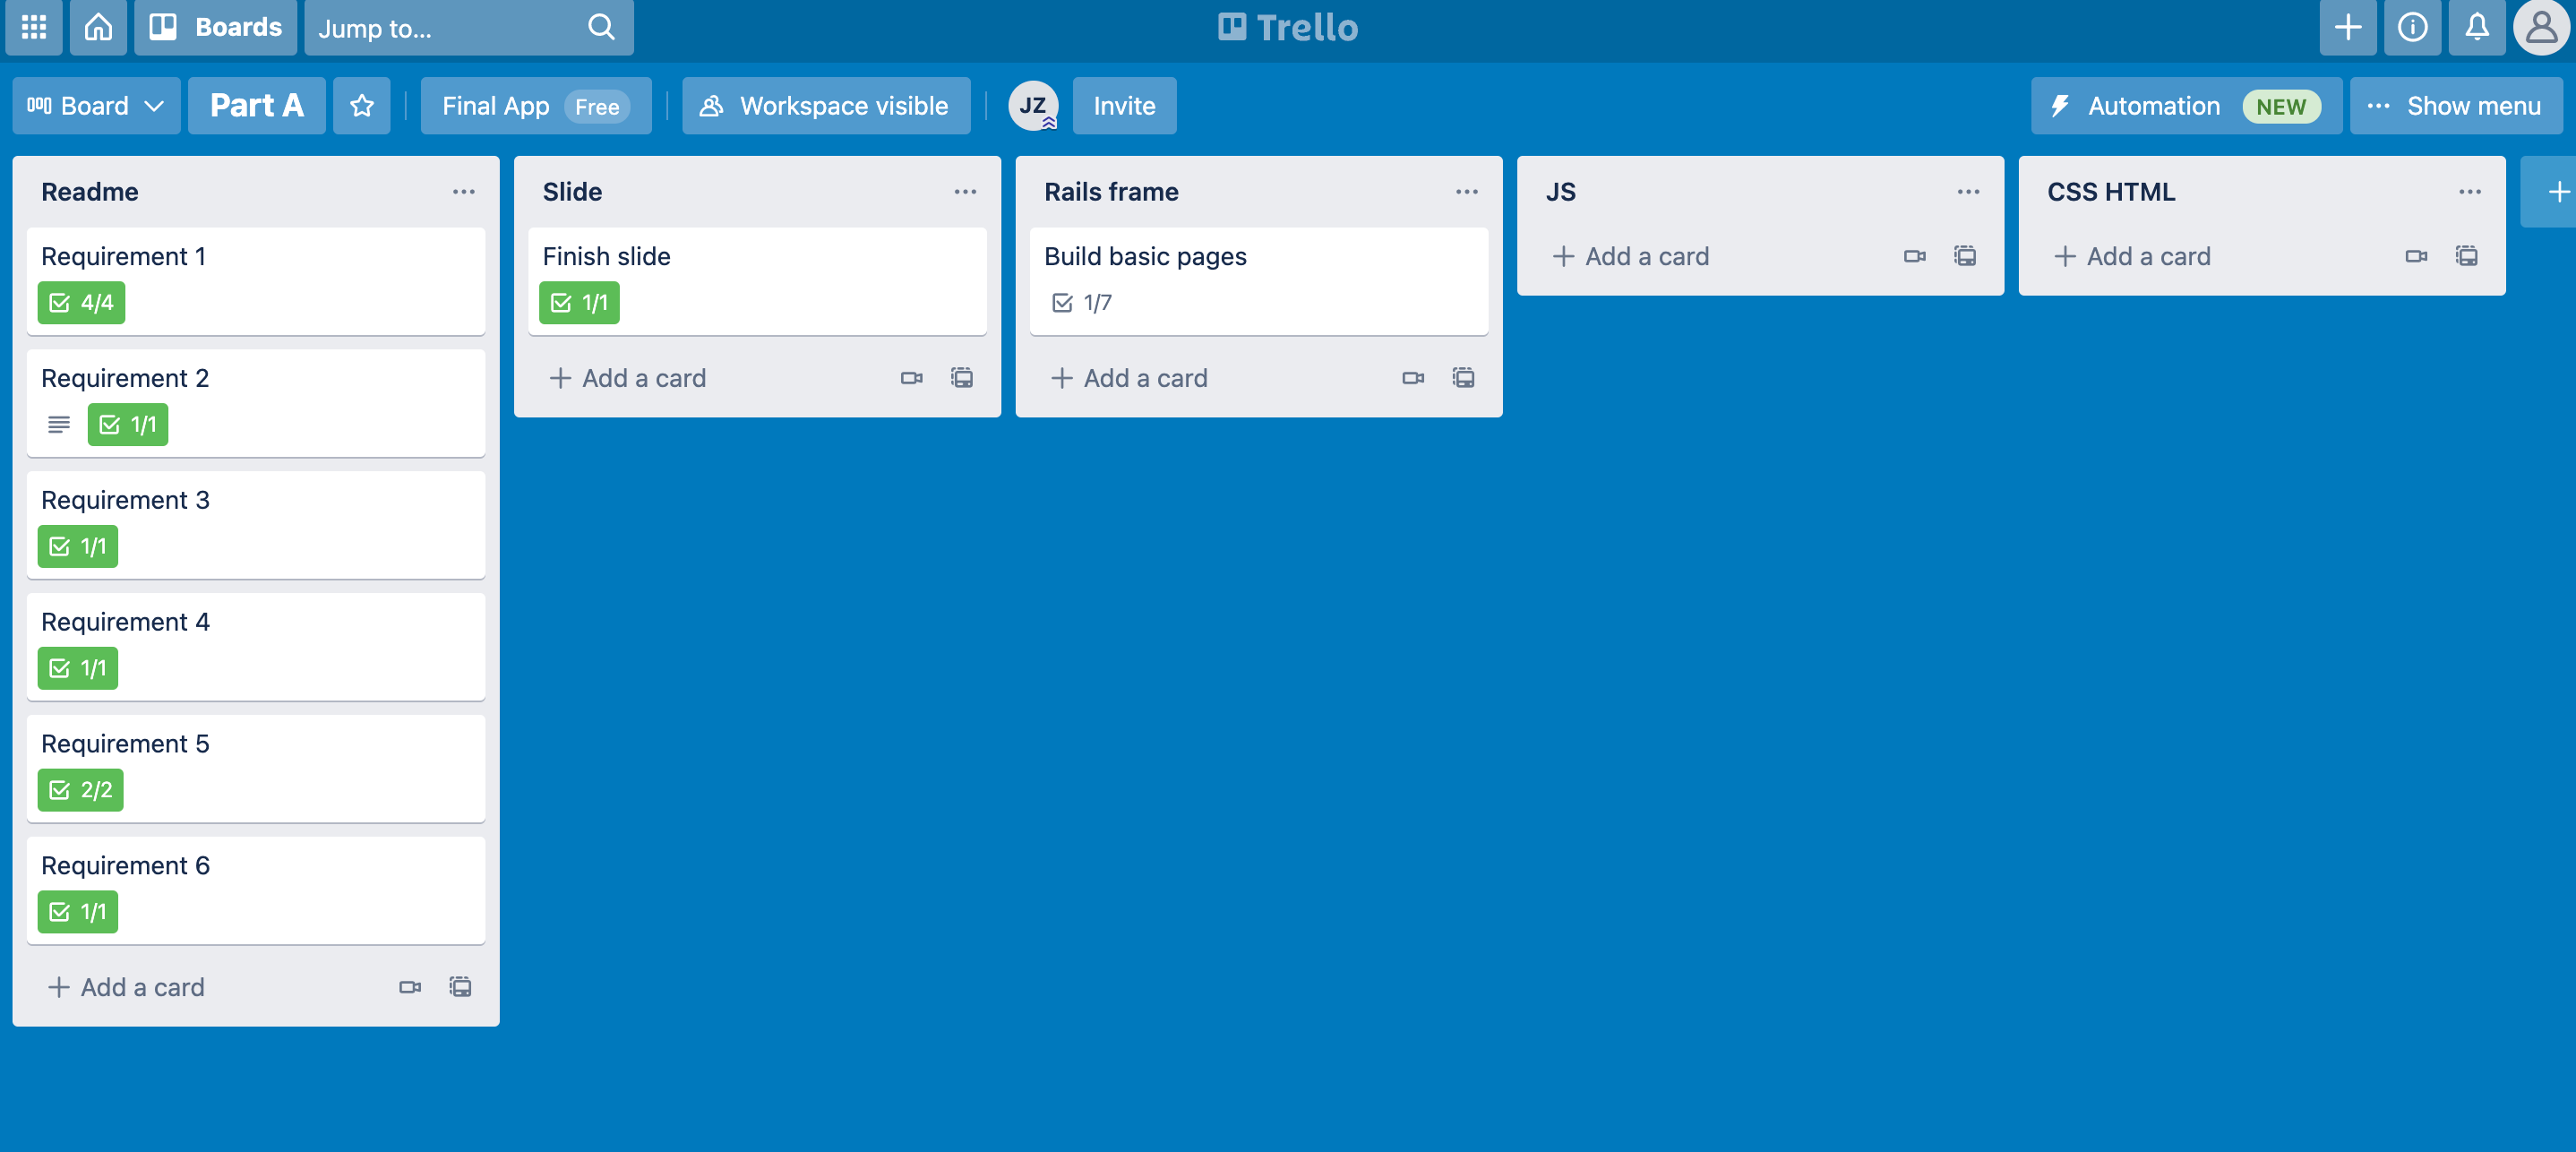 Boards
Jump to...
Trello
Board
Part A
Final App Free
Workspace visible
JZ
Invite
Automation NEW
Show menu
Readme
Requirement 1
4/4
Requirement 2
1/1
Requirement 3
1/1
Requirement 4
1/1
Requirement 5
2/2
Requirement 6
1/1
Add a card
Slide
Finish slide
1/1
Add a card
Rails frame
Build basic pages
1/7
Add a card
JS
Add a card
CSS HTML
Add a card